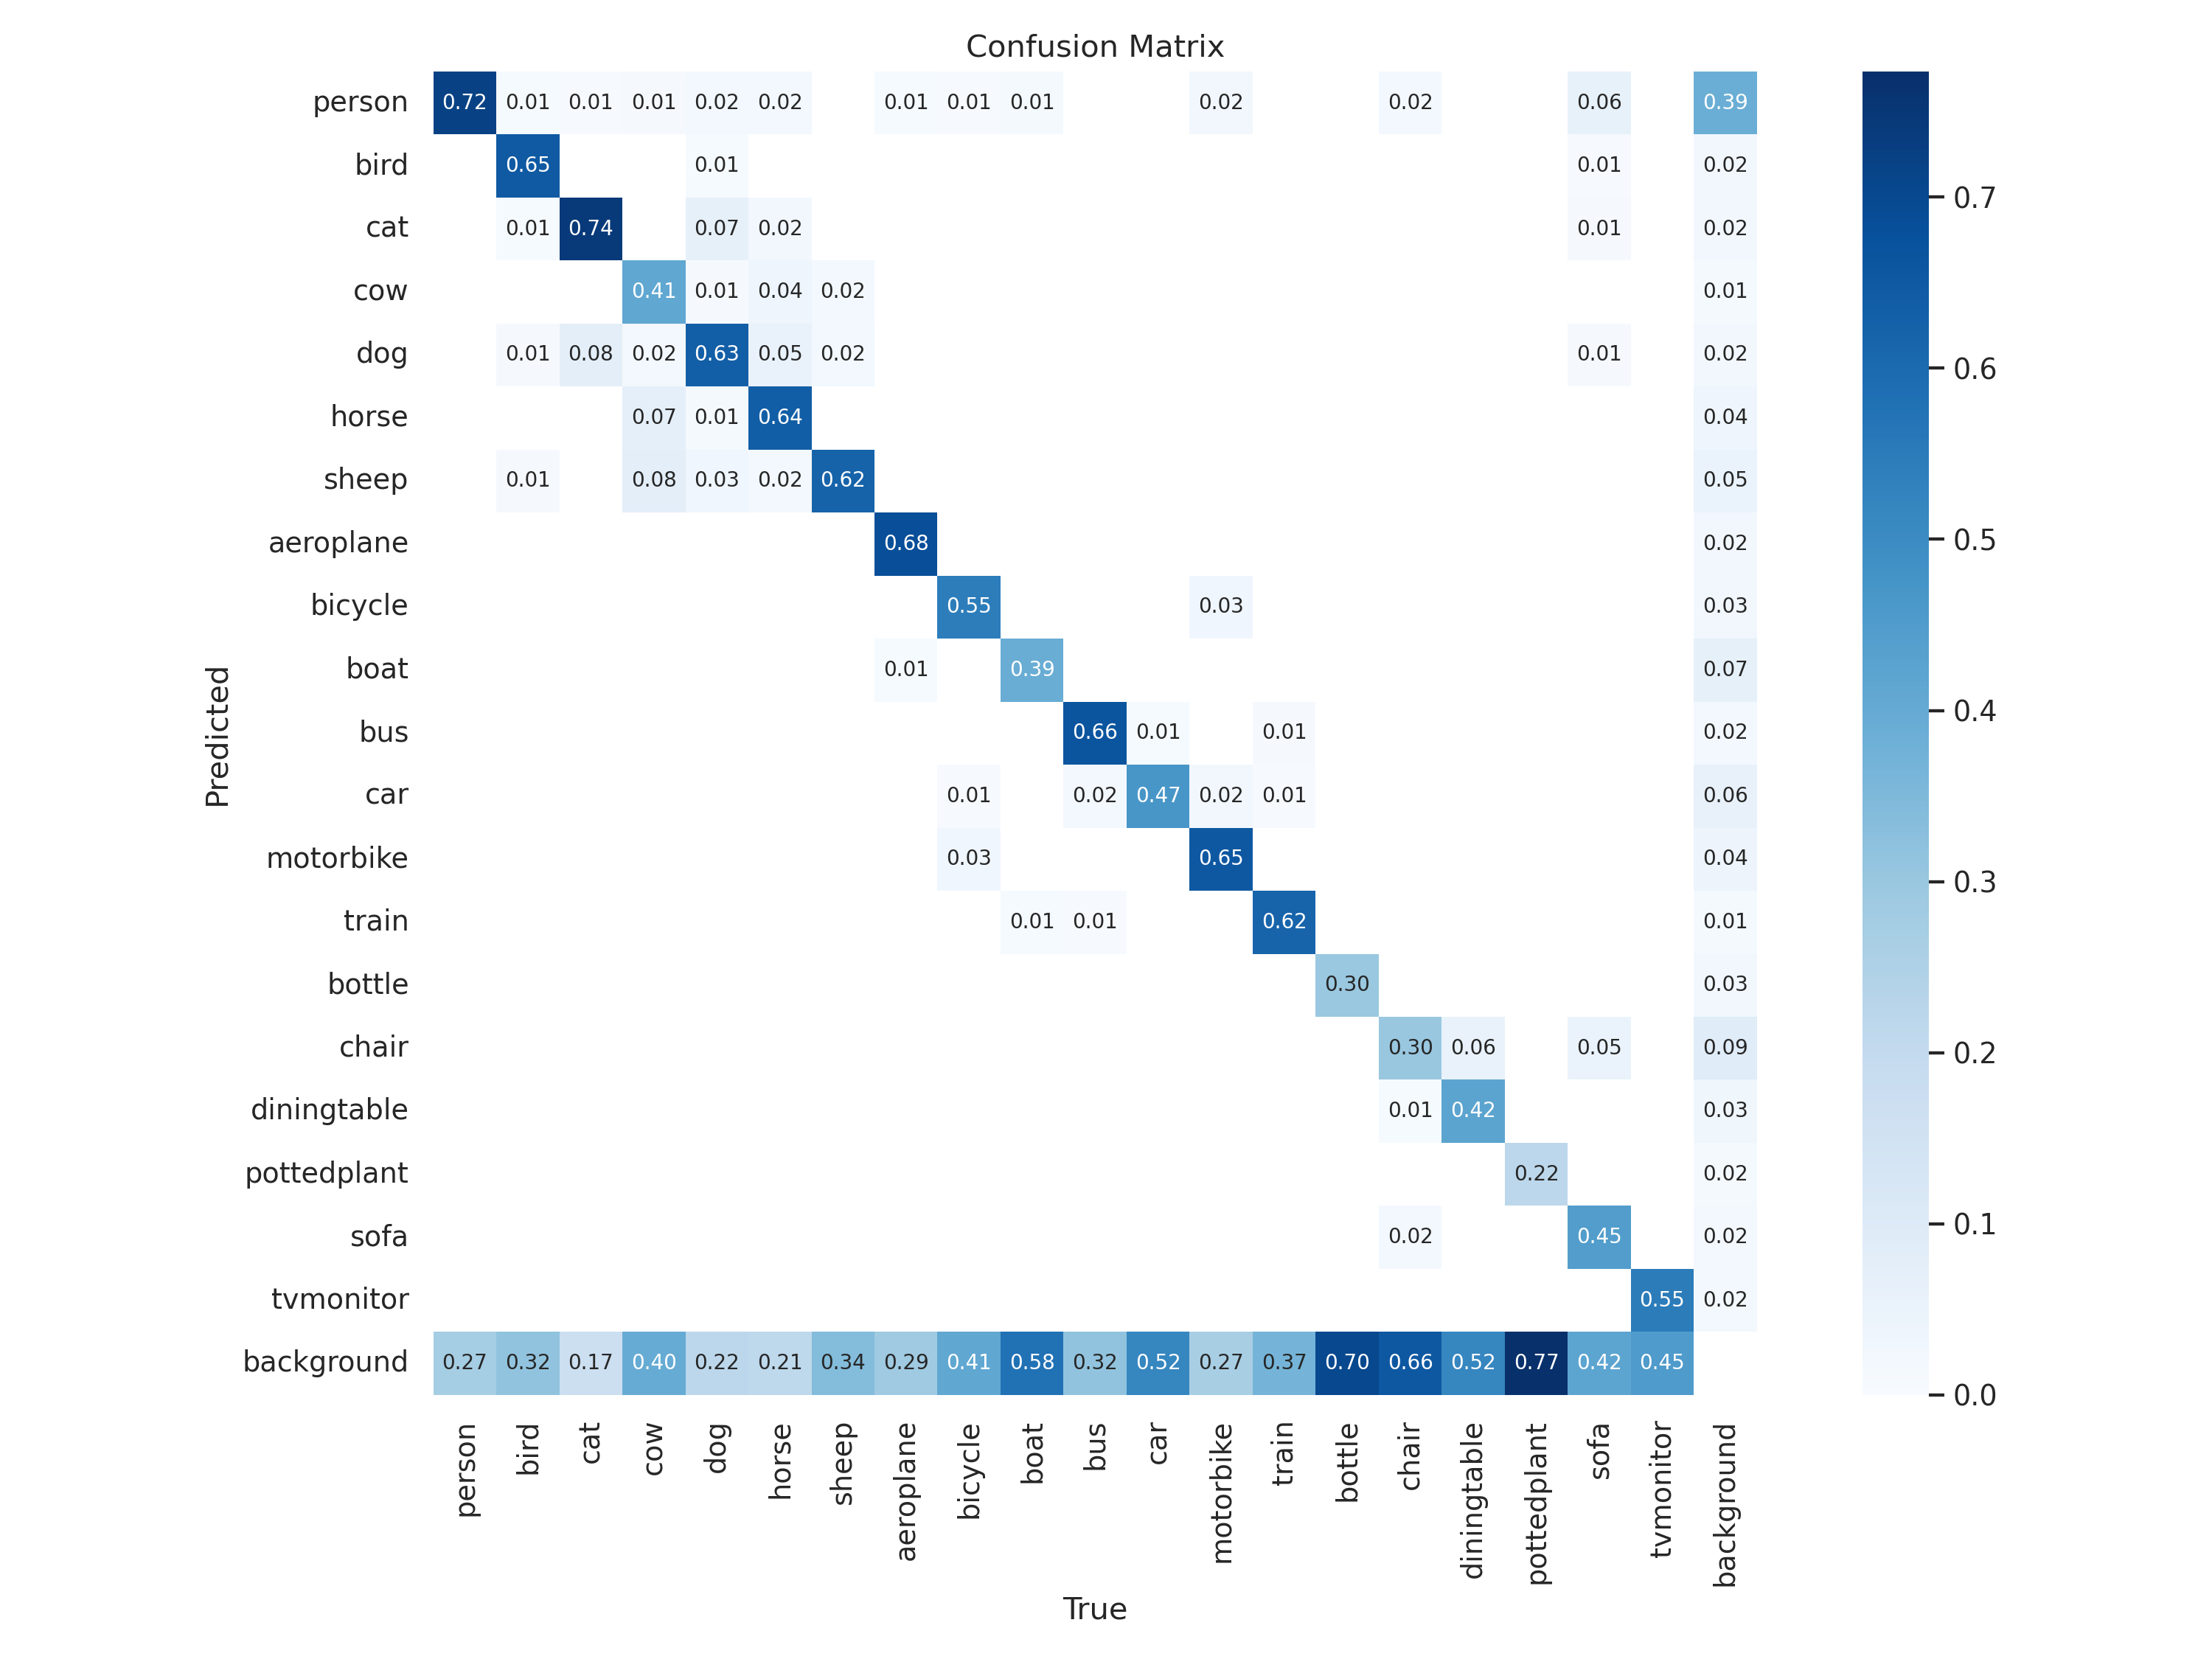 Confusion Matrix
person 0.72 0.01 0.01 0.01 0.02 0.02 0.01 0.01 0.01 0.02 0.02 0.06 0.39
bird 0.65 0.01 0.01 0.02
cat 0.01 0.74 0.07 0.02 0.01 0.02
cow 0.41 0.01 0.04 0.02 0.01
dog 0.01 0.08 0.02 0.63 0.05 0.02 0.01 0.02
horse 0.07 0.01 0.64 0.04
sheep 0.01 0.08 0.03 0.02 0.62 0.05
aeroplane 0.68 0.02
bicycle 0.55 0.03 0.03
boat 0.01 0.39 0.07
bus 0.66 0.01 0.01 0.02
car 0.01 0.02 0.47 0.02 0.01 0.06
motorbike 0.03 0.65 0.04
train 0.01 0.01 0.62 0.01
bottle 0.30 0.03
chair 0.30 0.06 0.05 0.09
diningtable 0.01 0.42 0.03
pottedplant 0.22 0.02
sofa 0.02 0.45 0.02
tvmonitor 0.55 0.02
background 0.27 0.32 0.17 0.40 0.22 0.21 0.34 0.29 0.41 0.58 0.32 0.52 0.27 0.37 0.70 0.66 0.52 0.77 0.42 0.45
person bird cat cow dog horse sheep aeroplane bicycle boat bus car motorbike train bottle chair diningtable pottedplant sofa tvmonitor background
True
Predicted
0.7
0.6
0.5
0.4
0.3
0.2
0.1
0.0